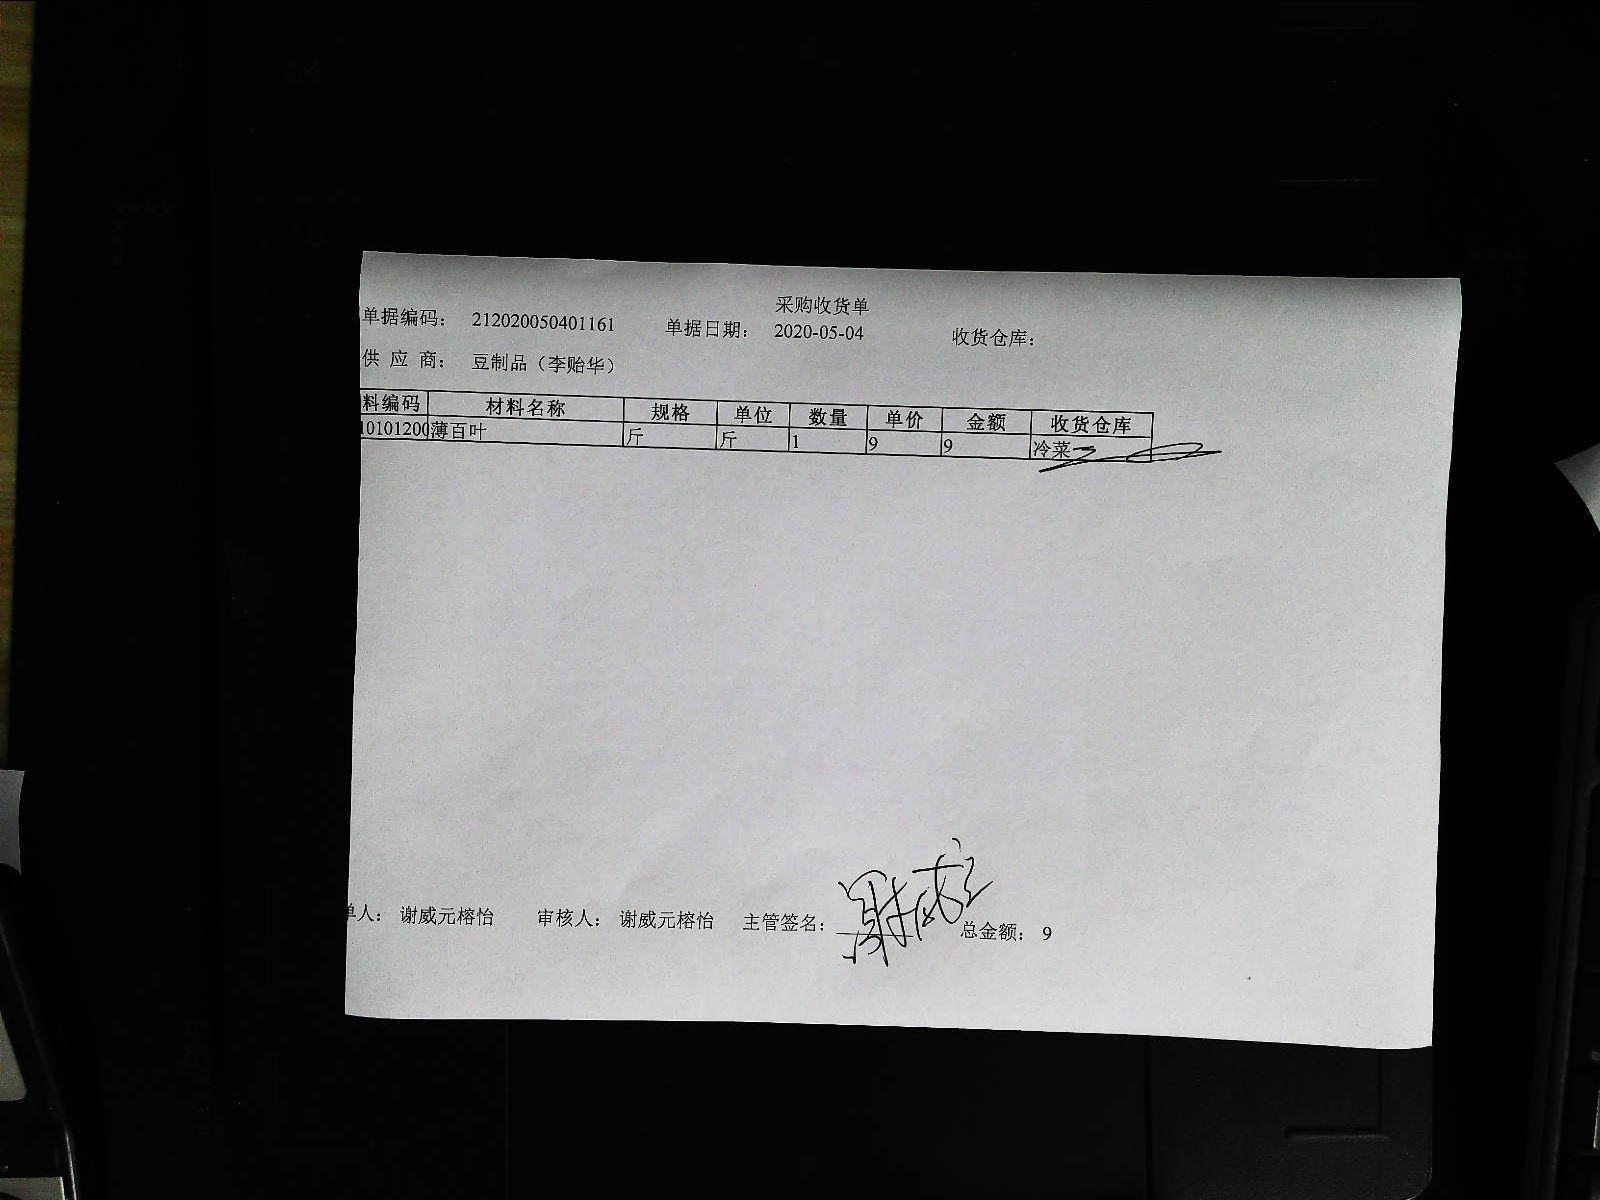 采购收货单
单据编码： 212020050401161 单据日期： 2020-05-04 收货仓库：
供 应 商： 豆制品（李贻华）
料编码 材料名称 规格 单位 数量 单价 金额 收货仓库
10101200 薄百叶 斤 斤 1 9 9 冷菜
单人： 谢威元榕怡 审核人： 谢威元榕怡 主管签名： 总金额： 9